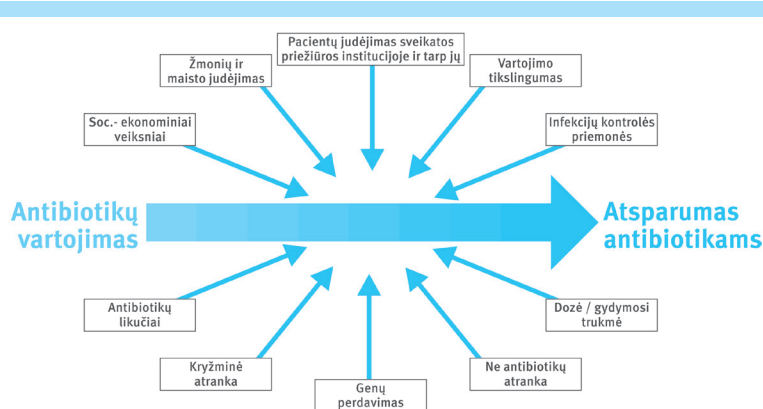 Pacientų judėjimas sveikatos
priežiūros institucijoje ir tarp jų
Žmonių ir
maisto judėjimas
Vartojimo
tikslingumas
Soc.- ekonominiai
veiksniai
Infekcijų kontrolės
priemonės
Antibiotikų
vartojimas
Atsparumas
antibiotikams
Antibiotikų
likučiai
Dozė / gydymosi
trukmė
Kryžminė
atranka
Ne antibiotikų
atranka
Genų
perdavimas